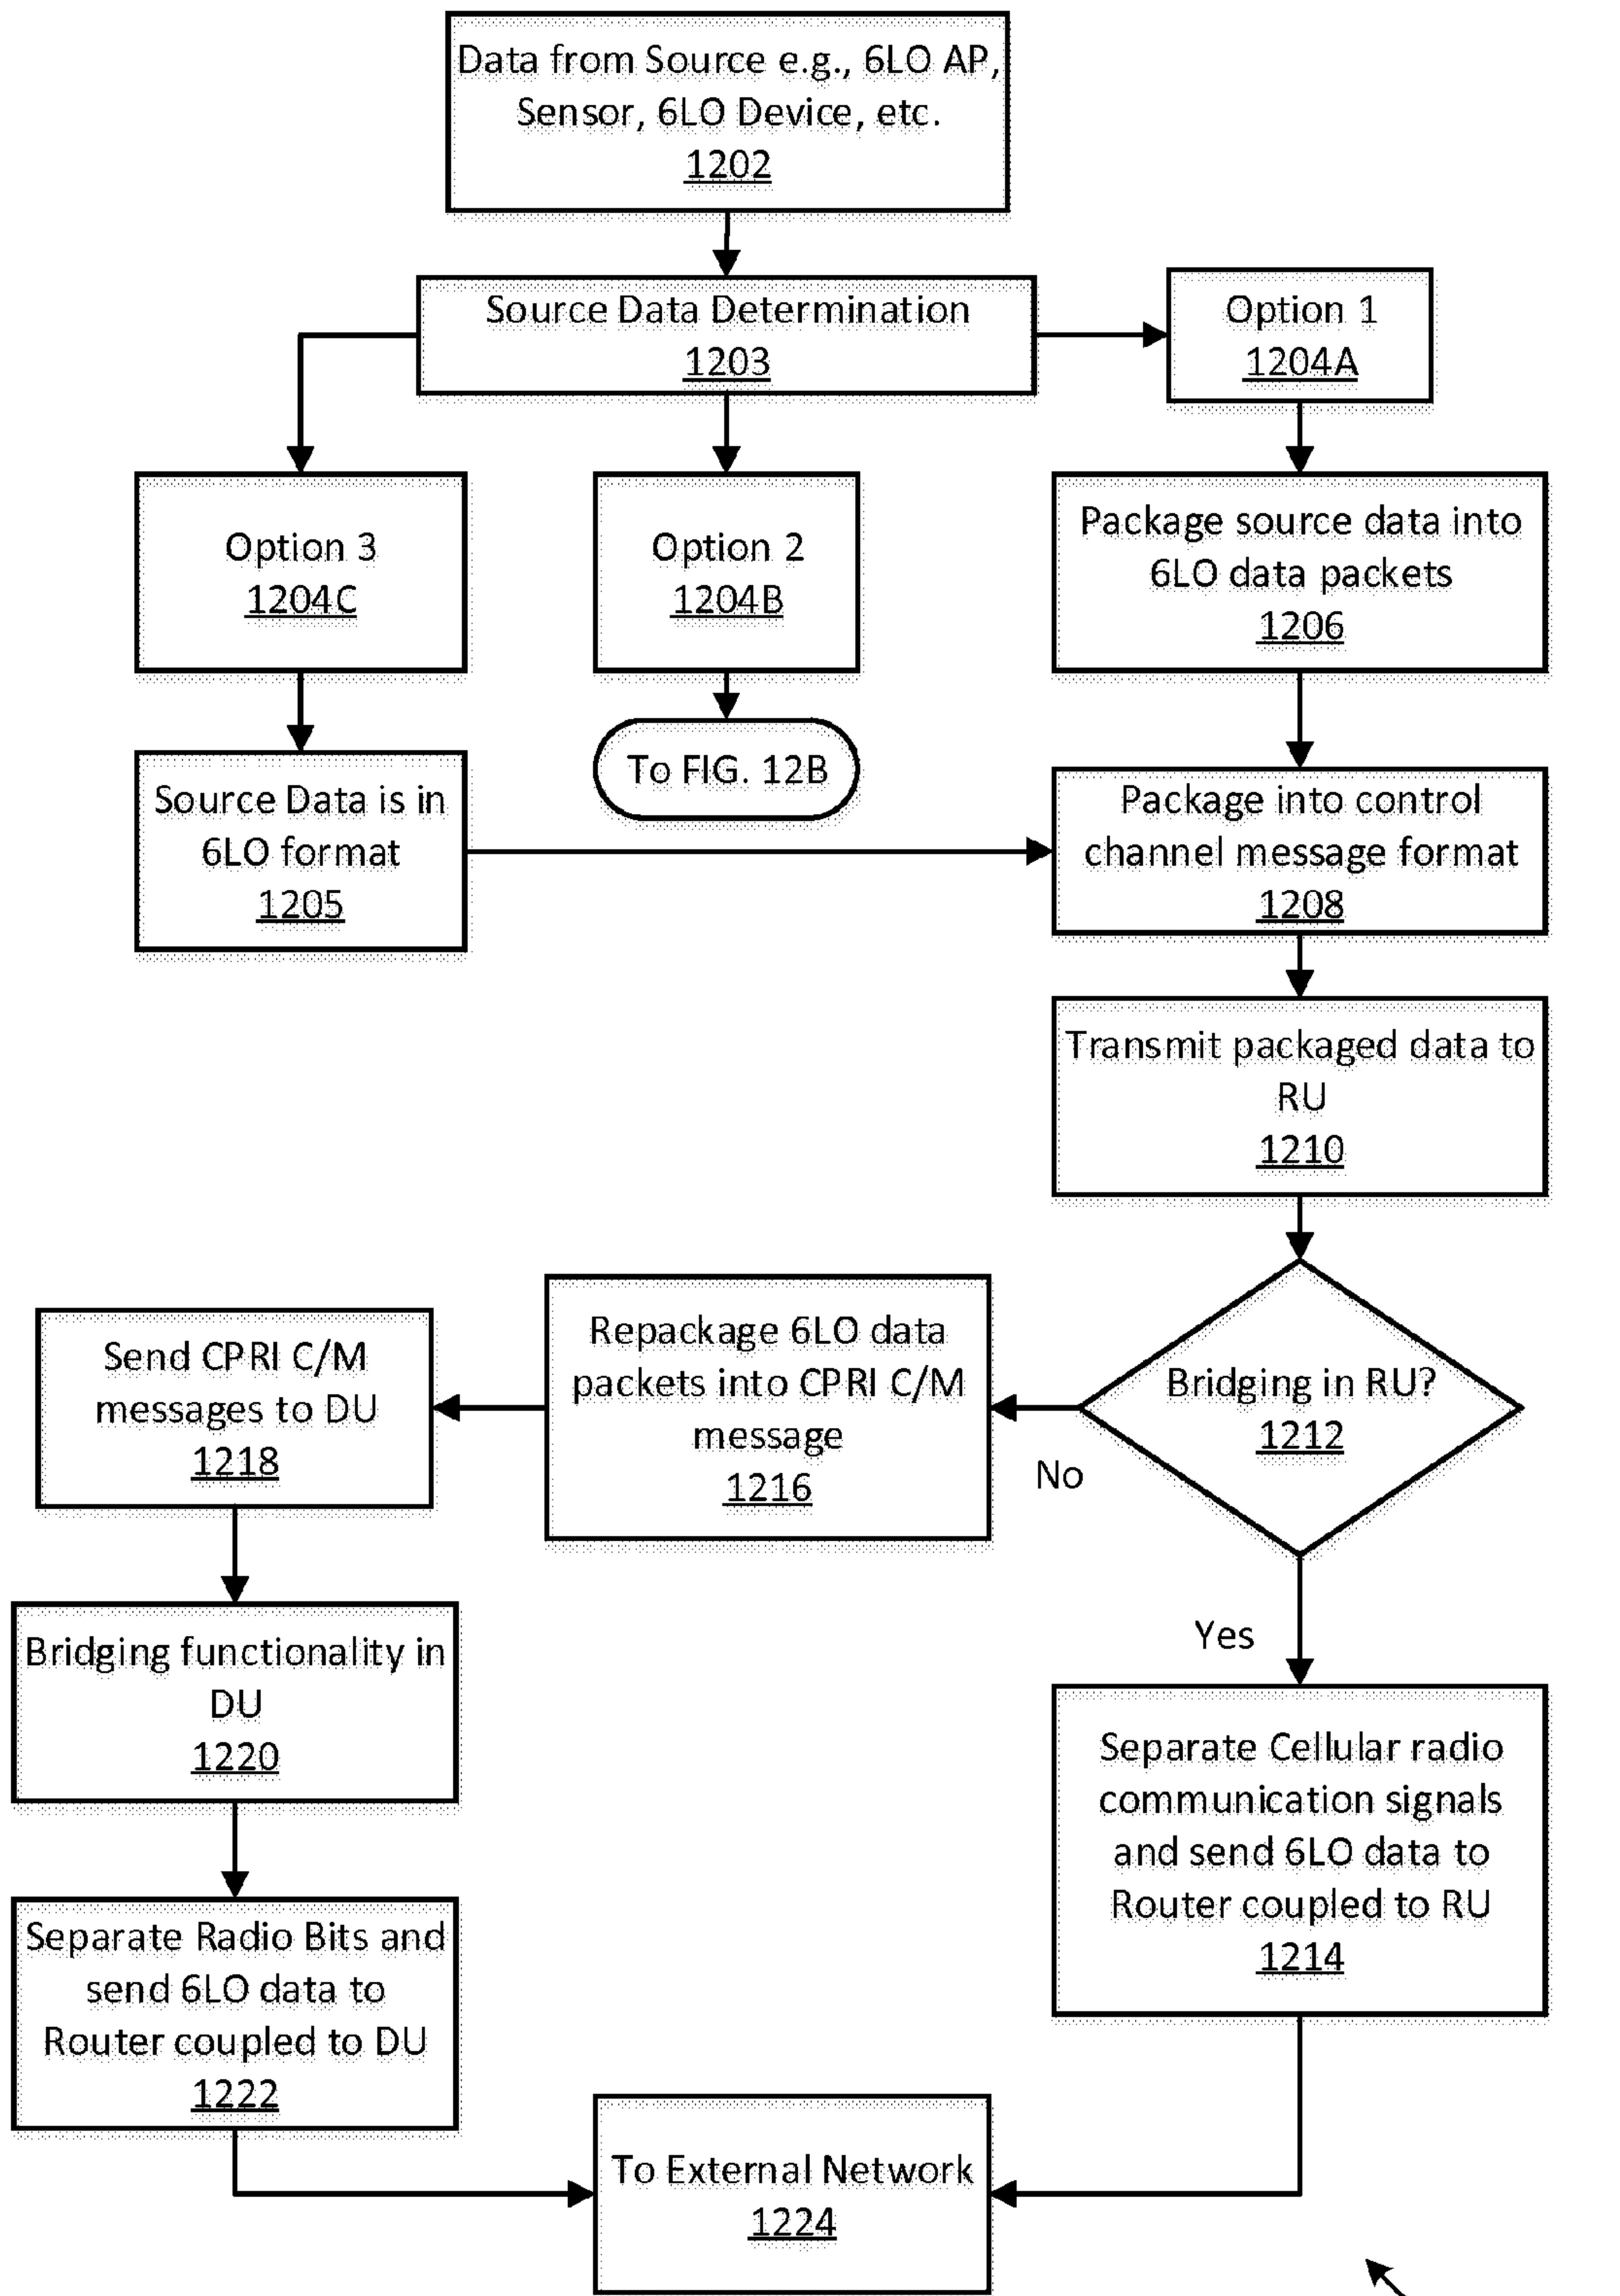 Data from Source e.g., 6LO AP,
Sensor, 6LO Device, etc.
1202
Source Data Determination
1203
Option 1
1204A
Option 3
1204C
Option 2
1204B
Package source data into
6LO data packets
1206
To FIG. 12B
Source Data is in
6LO format
1205
Package into control
channel message format
1208
Transmit packaged data to
RU
1210
Bridging in RU?
1212
No
Yes
Repackage 6LO data
packets into CPRI C/M
message
1216
Send CPRI C/M
messages to DU
1218
Bridging functionality in
DU
1220
Separate Cellular radio
communication signals
and send 6LO data to
Router coupled to RU
1214
Separate Radio Bits and
send 6LO data to
Router coupled to DU
1222
To External Network
1224